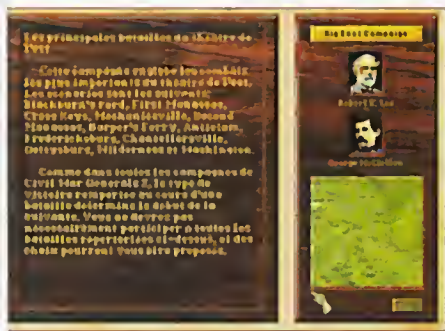 Les principales batailles du théâtre de
l'est
Cette campagne englobe les combats
les plus importants du théâtre de l'est.
Les scénarios sont les suivants:
Blackburn's Ford, First Manassas,
Cross Keys, Mechanicsville, Second
Manassas, Harper's Ferry, Antietam,
Fredericksburg, Chancellorsville,
Gettysburg, Wilderness et Washington.
Comme dans toutes les campagnes de
Civil War Generals 2, le type de
victoire remportée au cours d'une
bataille détermine le début de la
suivante. Vous ne devrez pas
nécessairement participer à toutes les
batailles répertoriées ci-dessus, et des
choix pourront vous être proposés.
Big East Campaign
Robert E. Lee
George McClellan